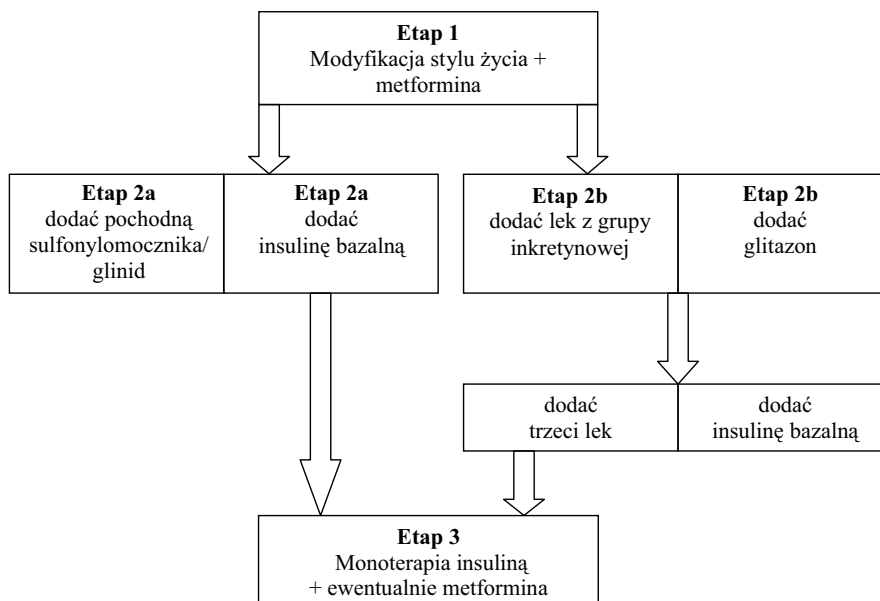 Etap 1
Modyfikacja stylu życia +
metformina
Etap 2a
dodać pochodną
sulfonylomocznika/
glinid
Etap 2a
dodać
insulinę bazalną
Etap 2b
dodać lek z grupy
inkretynowej
Etap 2b
dodać
glitazon
dodać
trzeci lek
dodać
insulinę bazalną
Etap 3
Monoterapia insuliną
+ ewentualnie metformina